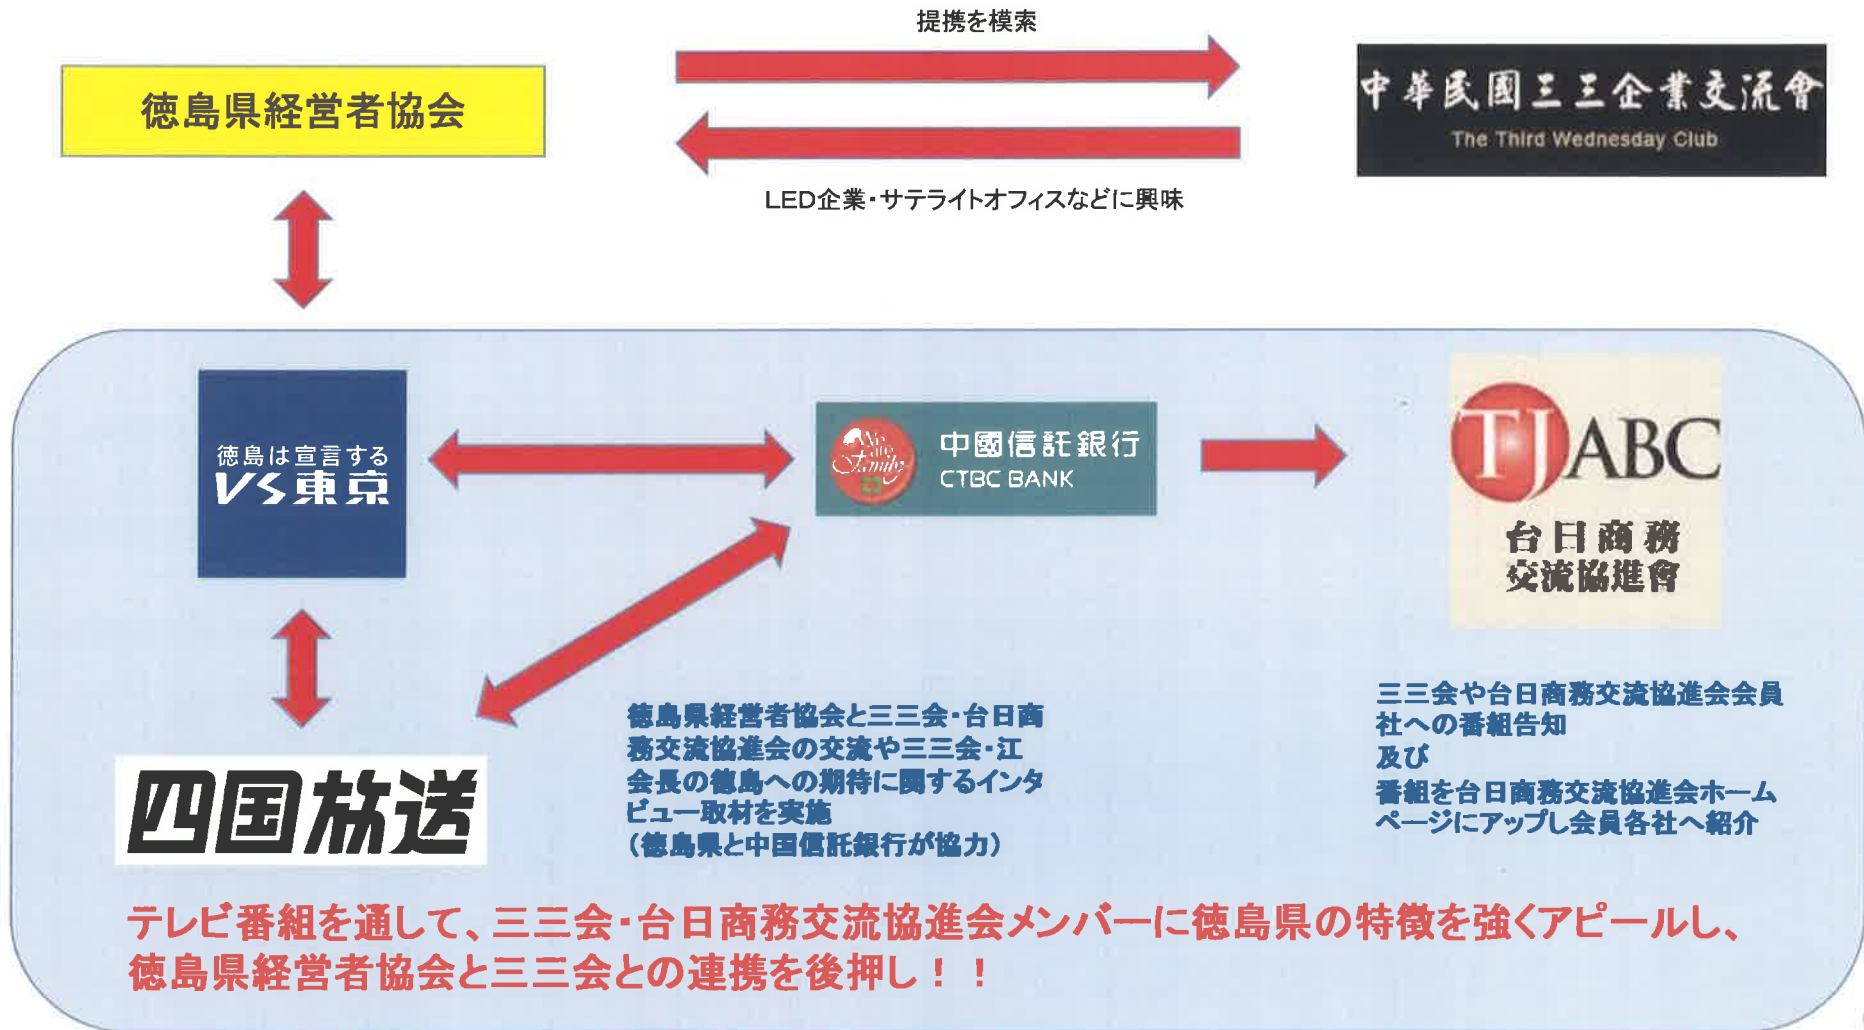 提携を模索
徳島県経営者協会
中華民國三三企業交流會
The Third Wednesday Club
LED企業・サテライトオフィスなどに興味
徳島は宣言する
VS東京
We are Family
中國信託銀行
CTBC BANK
TJABC
台日商務
交流協進會
四国放送
徳島県経営者協会と三三会・台日商
務交流協進会の交流や三三会・江
会長の徳島への期待に関するインタ
ビュー取材を実施
(徳島県と中国信託銀行が協力)
三三会や台日商務交流協進会会員
社への番組告知
及び
番組を台日商務交流協進会ホーム
ページにアップし会員各社へ紹介
テレビ番組を通して、三三会・台日商務交流協進会メンバーに徳島県の特徴を強くアピールし、
徳島県経営者協会と三三会との連携を後押し！！